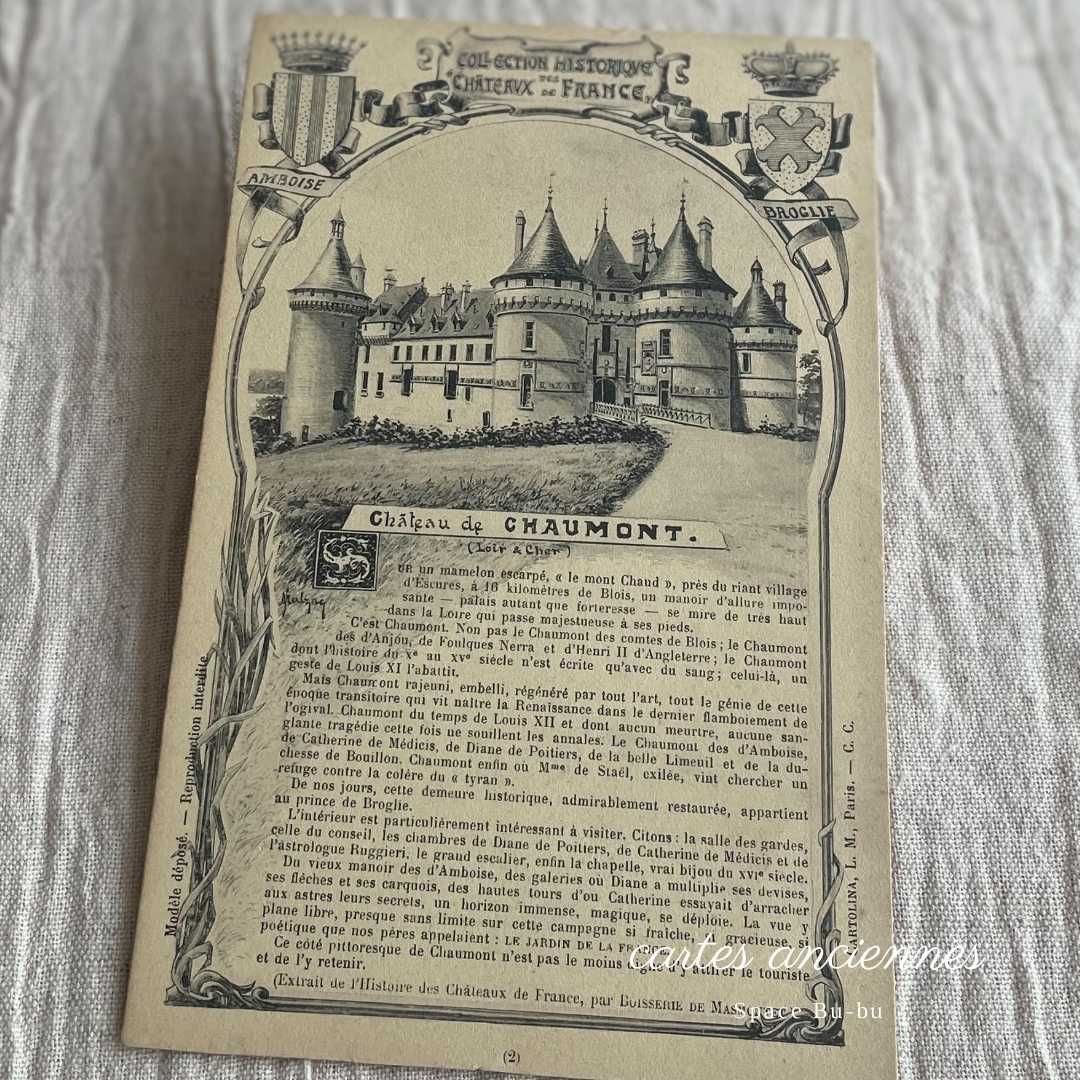 COLLECTION HISTORIQUE
DES
CHÂTEAUX DE FRANCE
AMBOISE
BROGLIE
Château de CHAUMONT.
(Loir & Cher)
SUR un mamelon escarpé, « le mont Chaud », près du riant village
d'Escures, à 16 kilomètres de Blois, un manoir d'allure impo-
sante — palais autant que forteresse — se mire de très haut
dans la Loire qui passe majestueuse à ses pieds.
C'est Chaumont. Non pas le Chaumont des comtes de Blois; le Chaumont
des d'Anjou, de Foulques Nerra et d'Henri II d'Angleterre; le Chaumont
dont l'histoire du Xe au XVe siècle n'est écrite qu'avec du sang; celui-là, un
geste de Louis XI l'abattit.
Mais Chaumont rajeuni, embelli, régénéré par tout l'art, tout le génie de cette
époque transitoire qui vit naître la Renaissance dans le dernier flamboiement de
l'ogival. Chaumont du temps de Louis XII et dont aucun meurtre, aucune san-
glante tragédie cette fois ne souillent les annales. Le Chaumont des d'Amboise,
de Catherine de Médicis, de Diane de Poitiers, de la belle Limeuil et de la du-
chesse de Bouillon. Chaumont enfin où Mme de Staël, exilée, vint chercher un
refuge contre la colère du « tyran ».
De nos jours, cette demeure historique, admirablement restaurée, appartient
au prince de Broglie.
L'intérieur est particulièrement intéressant à visiter. Citons : la salle des gardes,
celle du conseil, les chambres de Diane de Poitiers, de Catherine de Médicis et de
l'astrologue Ruggieri, le grand escalier, enfin la chapelle, vrai bijou du XVIe siècle.
Du vieux manoir des d'Amboise, des galeries où Diane a multiplié ses devises,
ses flèches et ses carquois, des hautes tours d'ou Catherine essayait d'arracher
aux astres leurs secrets, un horizon immense, magique, se déploie. La vue y
plane libre, presque sans limite sur cette campagne si fraîche, si gracieuse, si
poétique que nos pères appelaient : LE JARDIN DE LA
Ce côté pittoresque de Chaumont n'est pas le moins d'y attirer le touriste
et de l'y retenir.
(Extrait de l'Histoire des Châteaux de France, par BOISSERIE DE
Modèle déposé. — Reproduction interdite
CARTOLINA, L. M., Paris. — C. C.
(2)
cartes anciennes
Space Bu-bu